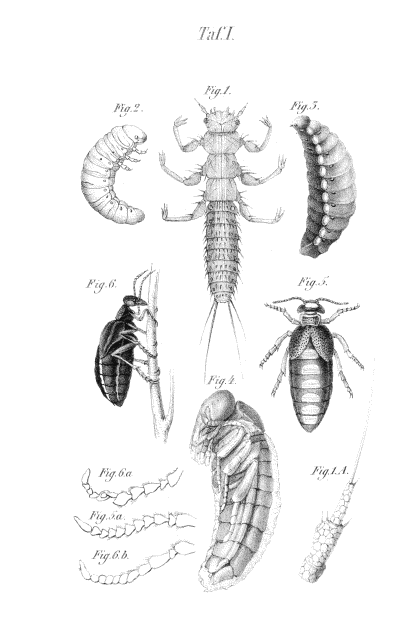 Taf. I.
Fig. 1.
Fig. 2.
Fig. 3.
Fig. 6.
Fig. 5.
Fig. 4.
Fig. 6.a
Fig. 1.A.
Fig. 5.a.
Fig. 6.b.